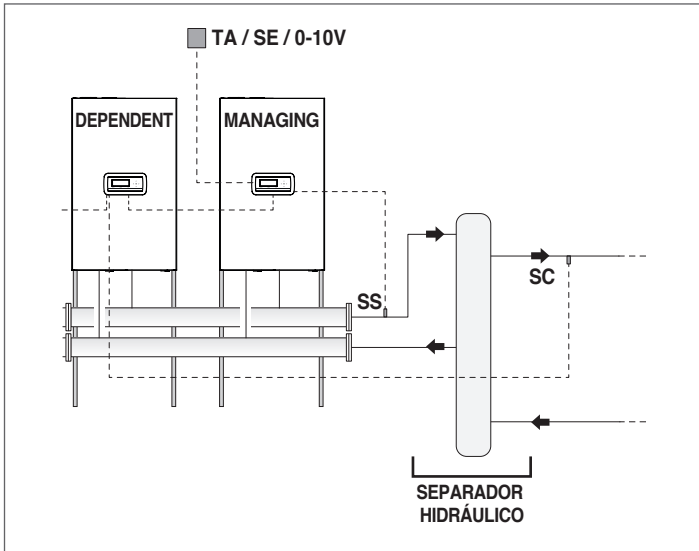 TA / SE / 0-10V
DEPENDENT
MANAGING
SS
SC
SEPARADOR
HIDRÁULICO